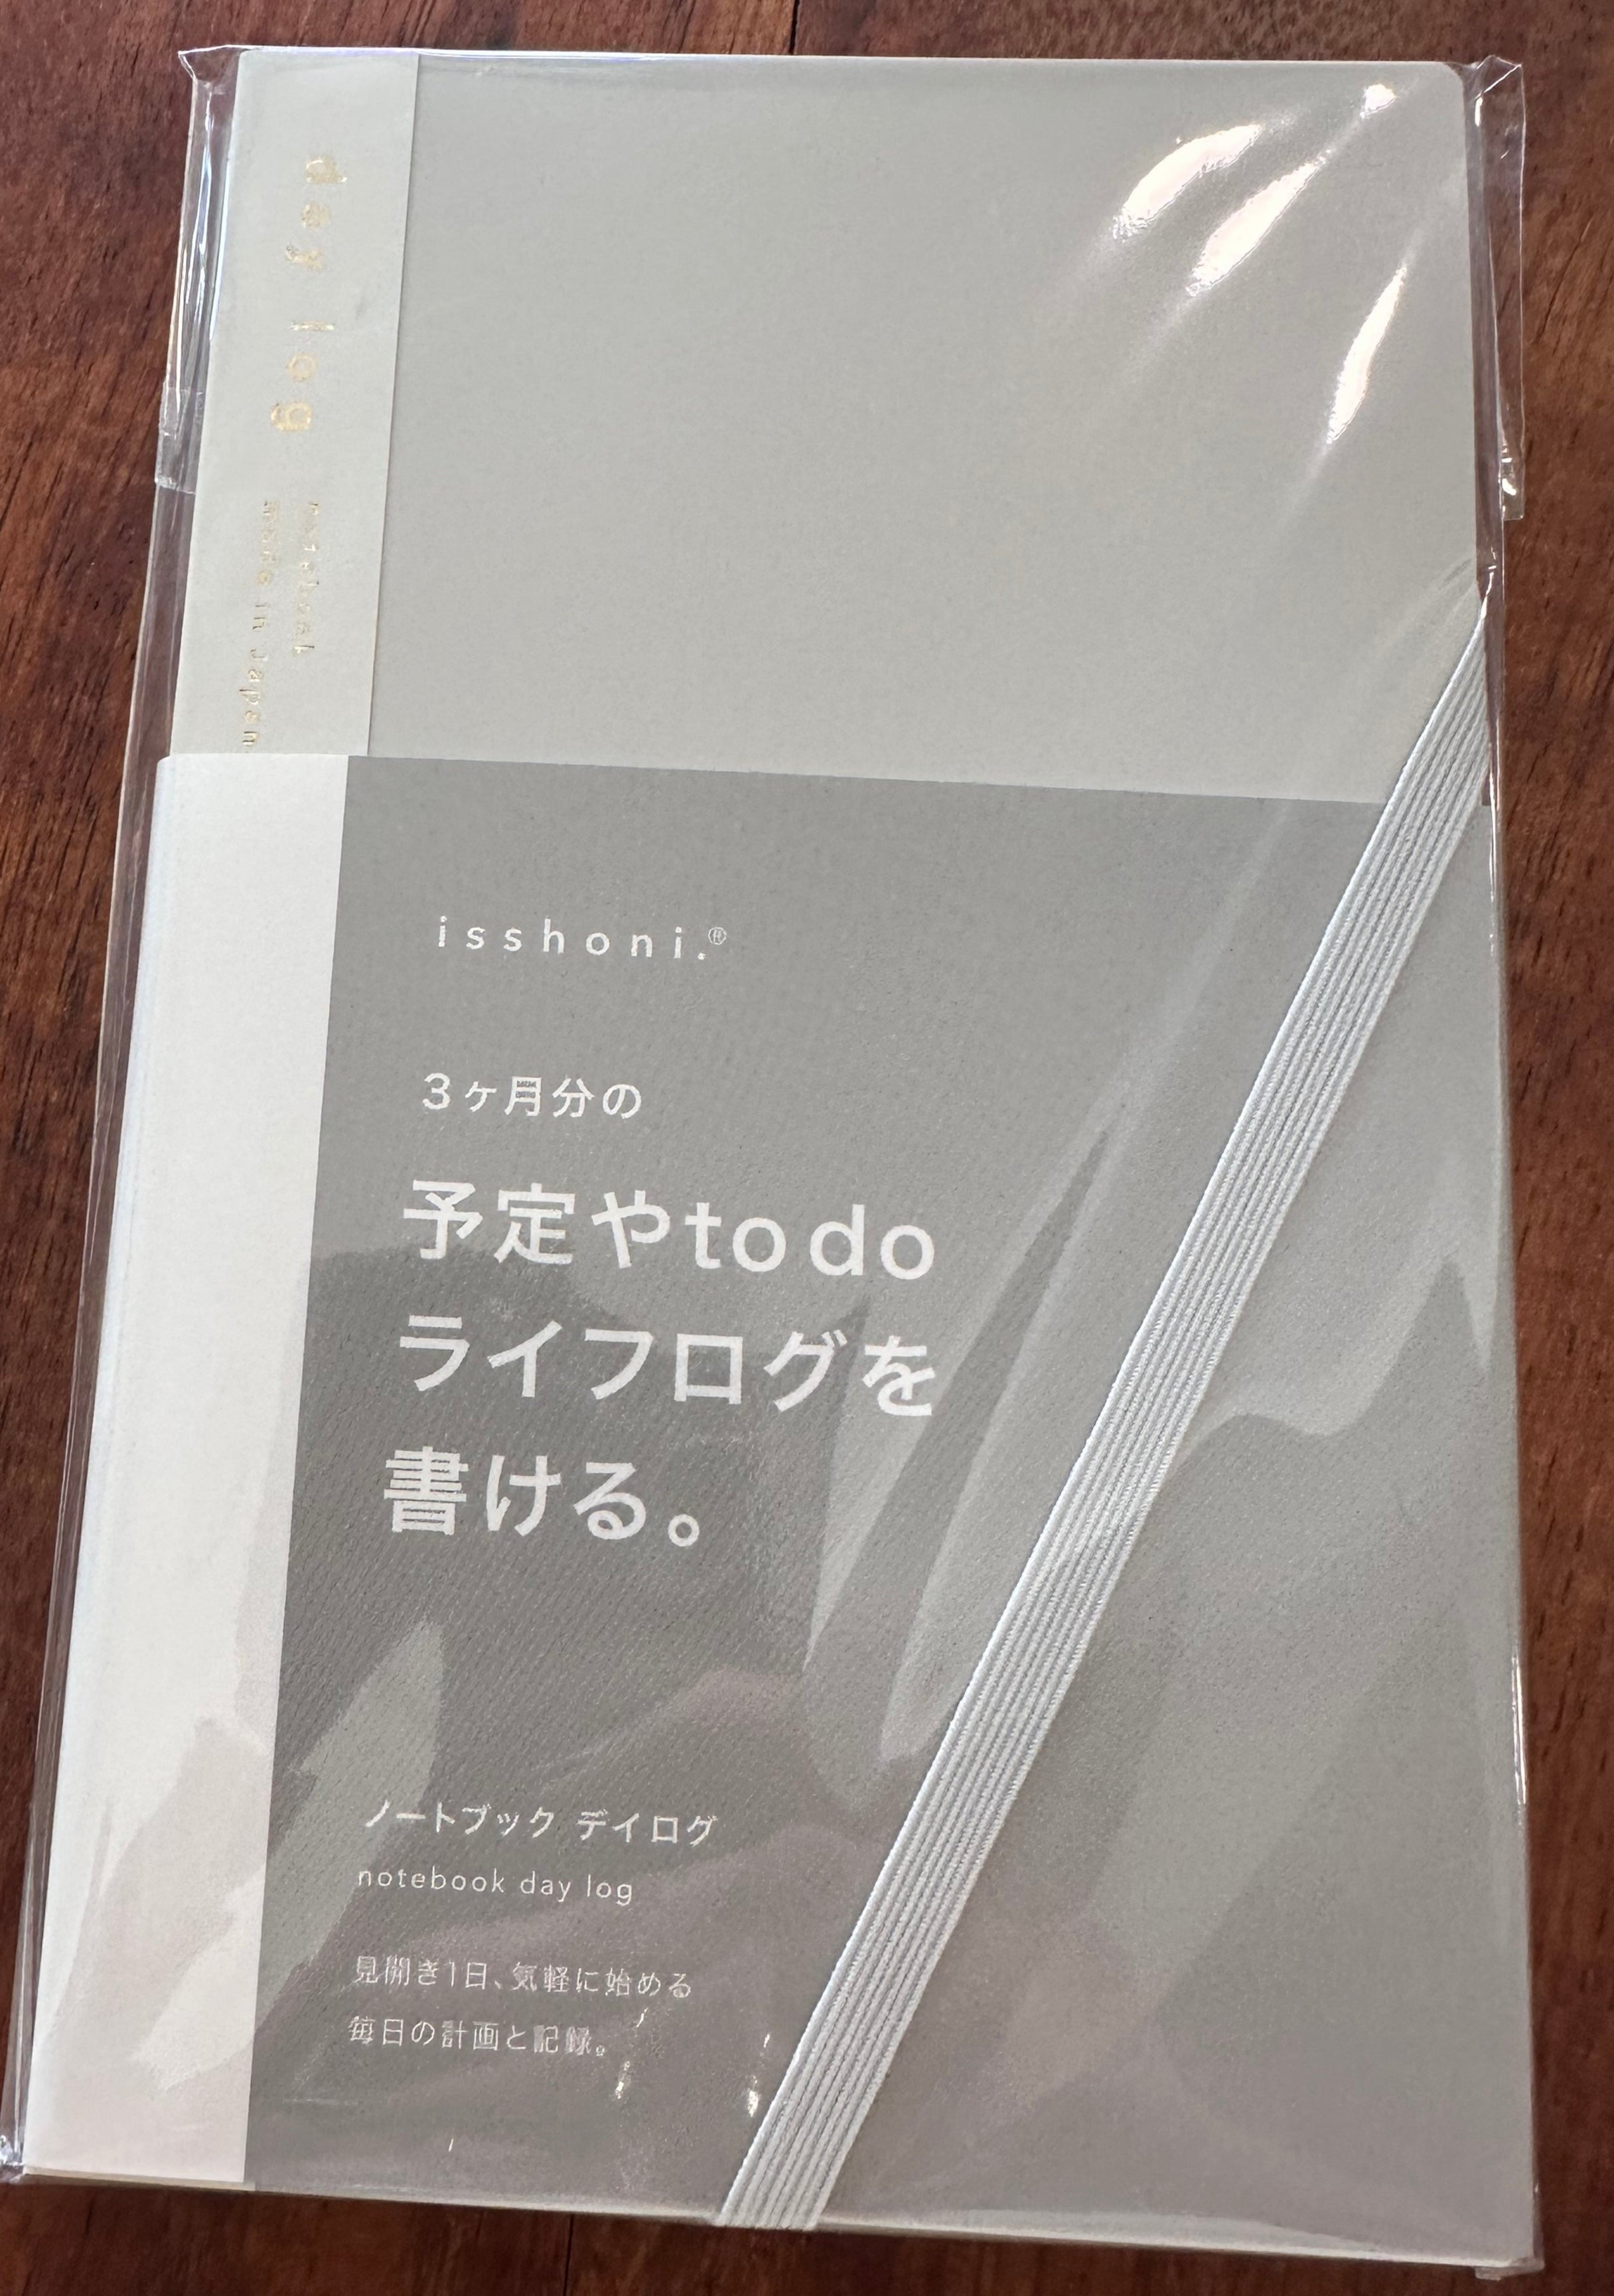 day log
notebook
made in Japan
isshoni.®
3ヶ月分の
予定やtodo
ライフログを
書ける。
ノートブック デイログ
notebook day log
見開き1日、気軽に始める
毎日の計画と記録。